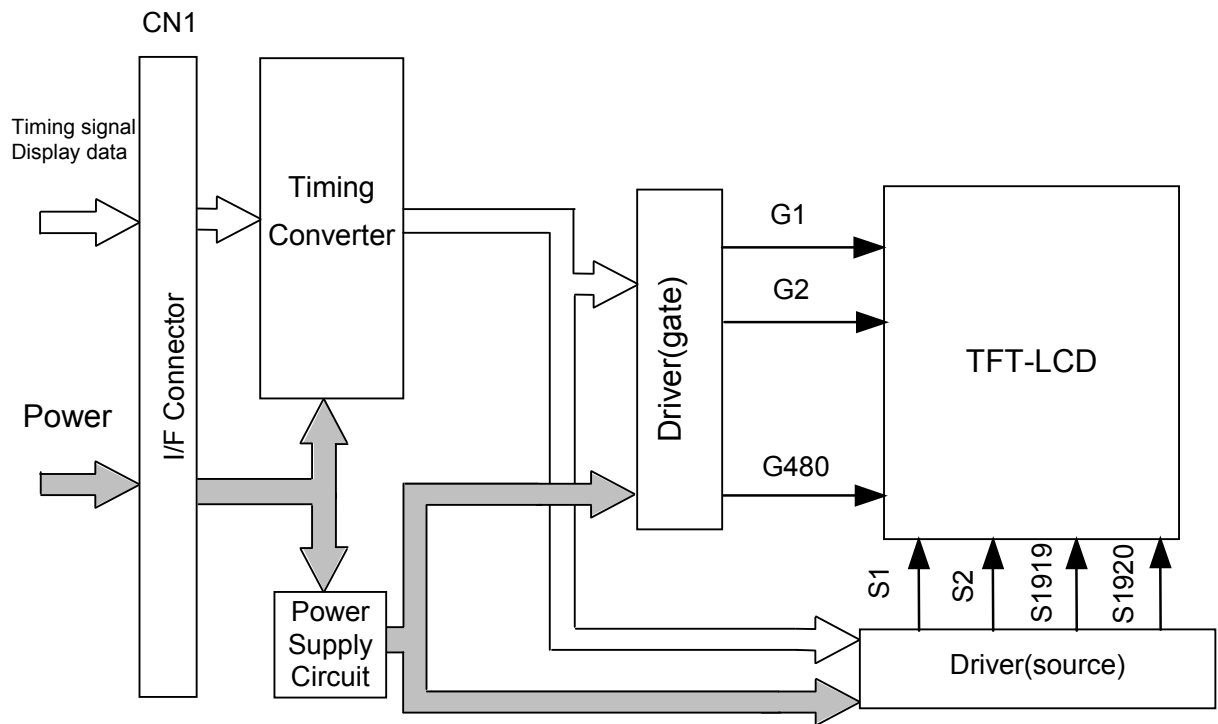 CN1
Timing signal
Display data
Timing
Converter
Power
I/F Connector
Driver(gate)
G1
G2
G480
TFT-LCD
S1
S2
S1919
S1920
Power
Supply
Circuit
Driver(source)